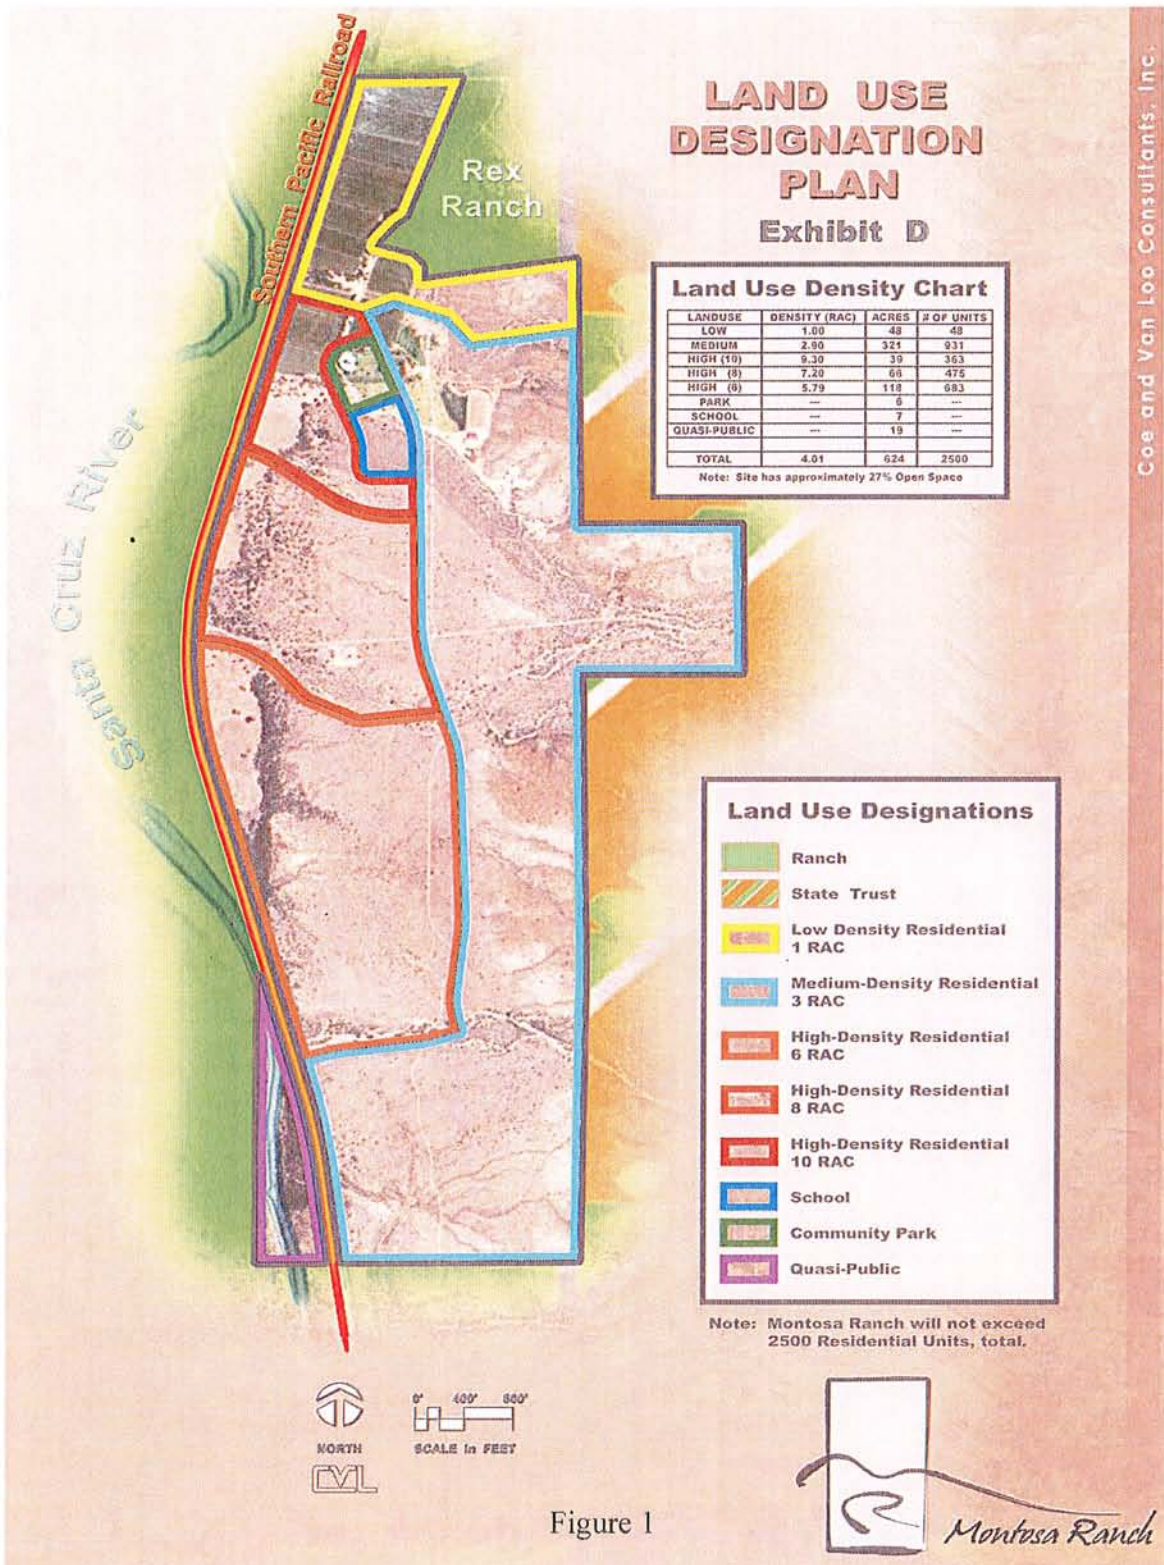 LAND USE
DESIGNATION
PLAN
Exhibit D
Coe and Van Loo Consultants, Inc.
Southern Pacific Railroad
Rex
Ranch
Santa Cruz River
Land Use Density Chart
LANDUSE DENSITY (RAC) ACRES # OF UNITS
LOW 1.00 48 48
MEDIUM 2.90 321 931
HIGH (10) 9.30 39 363
HIGH (8) 7.20 66 475
HIGH (6) 5.79 118 683
PARK --- 6 ---
SCHOOL --- 7 ---
QUASI-PUBLIC --- 19 ---
TOTAL 4.01 624 2500
Note: Site has approximately 27% Open Space
Land Use Designations
Ranch
State Trust
Low Density Residential
1 RAC
Medium-Density Residential
3 RAC
High-Density Residential
6 RAC
High-Density Residential
8 RAC
High-Density Residential
10 RAC
School
Community Park
Quasi-Public
Note: Montosa Ranch will not exceed
2500 Residential Units, total.
0' 400' 800'
NORTH
SCALE in FEET
CVL
R
Montosa Ranch
Figure 1